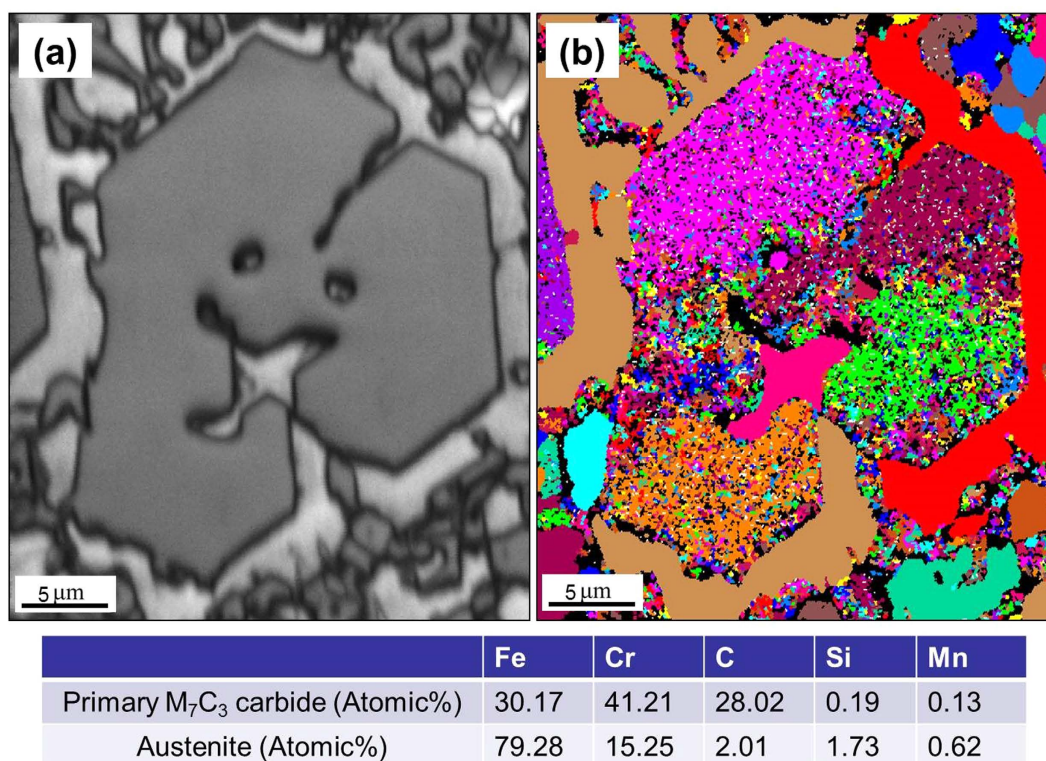 (a) (b)
5 μm 5 μm
Fe Cr C Si Mn
Primary M₇C₃ carbide (Atomic%) 30.17 41.21 28.02 0.19 0.13
Austenite (Atomic%) 79.28 15.25 2.01 1.73 0.62